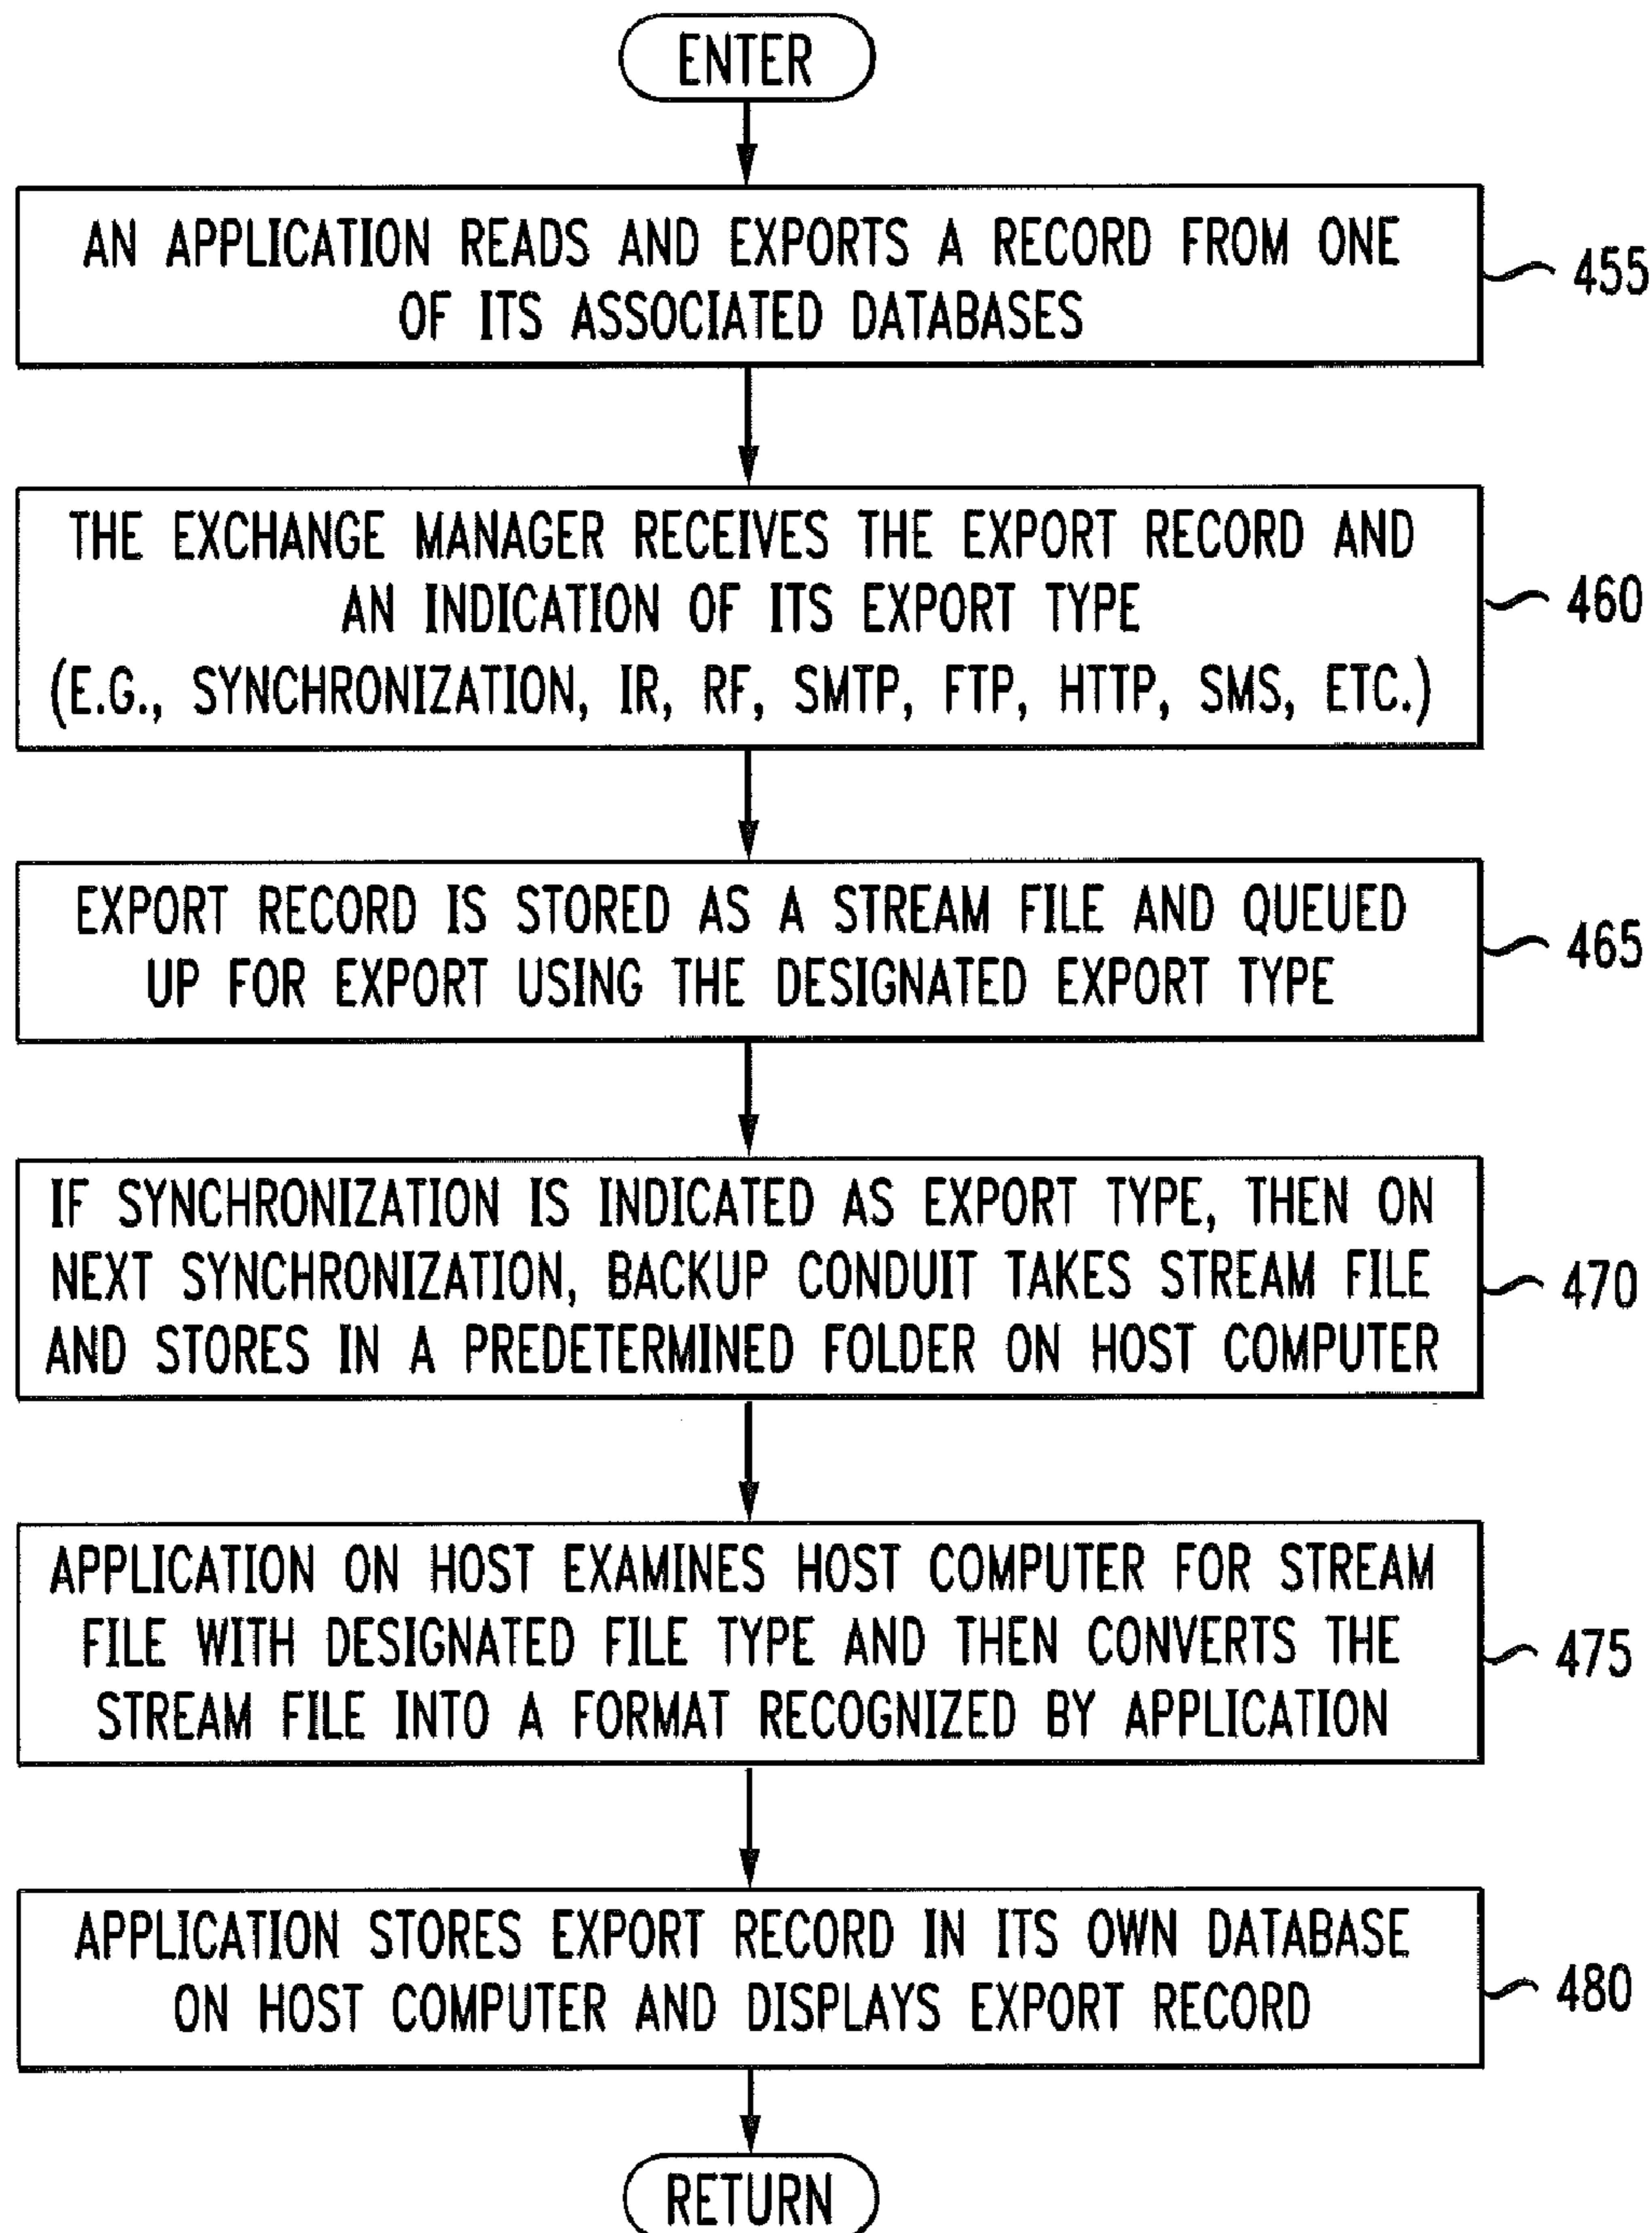 ENTER
AN APPLICATION READS AND EXPORTS A RECORD FROM ONE
OF ITS ASSOCIATED DATABASES
455
THE EXCHANGE MANAGER RECEIVES THE EXPORT RECORD AND
AN INDICATION OF ITS EXPORT TYPE
(E.G., SYNCHRONIZATION, IR, RF, SMTP, FTP, HTTP, SMS, ETC.)
460
EXPORT RECORD IS STORED AS A STREAM FILE AND QUEUED
UP FOR EXPORT USING THE DESIGNATED EXPORT TYPE
465
IF SYNCHRONIZATION IS INDICATED AS EXPORT TYPE, THEN ON
NEXT SYNCHRONIZATION, BACKUP CONDUIT TAKES STREAM FILE
AND STORES IN A PREDETERMINED FOLDER ON HOST COMPUTER
470
APPLICATION ON HOST EXAMINES HOST COMPUTER FOR STREAM
FILE WITH DESIGNATED FILE TYPE AND THEN CONVERTS THE
STREAM FILE INTO A FORMAT RECOGNIZED BY APPLICATION
475
APPLICATION STORES EXPORT RECORD IN ITS OWN DATABASE
ON HOST COMPUTER AND DISPLAYS EXPORT RECORD
480
RETURN